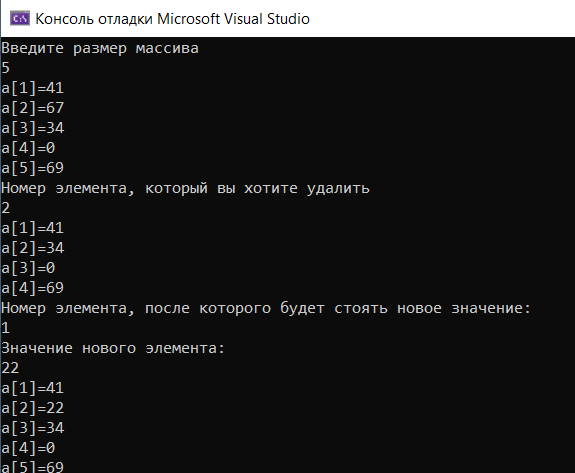 Консоль отладки Microsoft Visual Studio
Введите размер массива
5
a[1]=41
a[2]=67
a[3]=34
a[4]=0
a[5]=69
Номер элемента, который вы хотите удалить
2
a[1]=41
a[2]=34
a[3]=0
a[4]=69
Номер элемента, после которого будет стоять новое значение:
1
Значение нового элемента:
22
a[1]=41
a[2]=22
a[3]=34
a[4]=0
a[5]=69